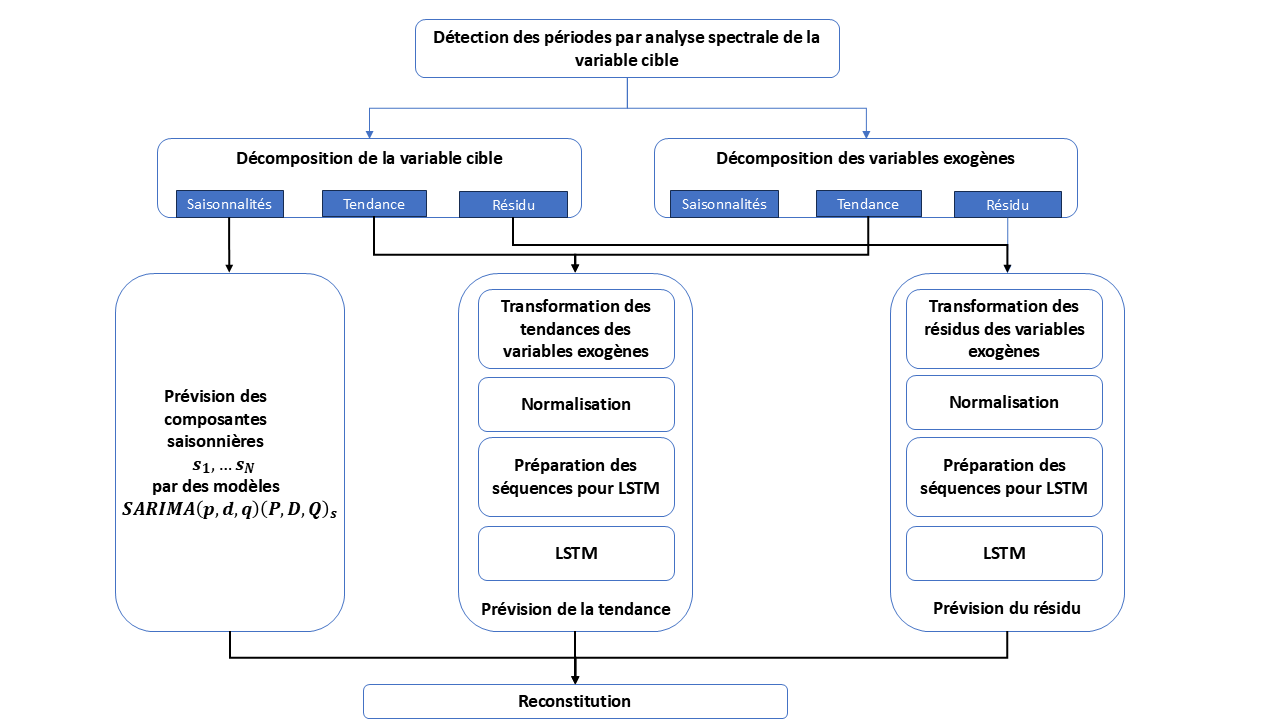 Détection des périodes par analyse spectrale de la
variable cible
Décomposition de la variable cible
Saisonnalités
Tendance
Résidu
Décomposition des variables exogènes
Saisonnalités
Tendance
Résidu
Prévision des
composantes
saisonnières
s₁, … s_N
par des modèles
SARIMA(p, d, q)(P, D, Q)ₛ
Transformation des
tendances des
variables exogènes
Normalisation
Préparation des
séquences pour LSTM
LSTM
Prévision de la tendance
Transformation des
résidus des variables
exogènes
Normalisation
Préparation des
séquences pour LSTM
LSTM
Prévision du résidu
Reconstitution